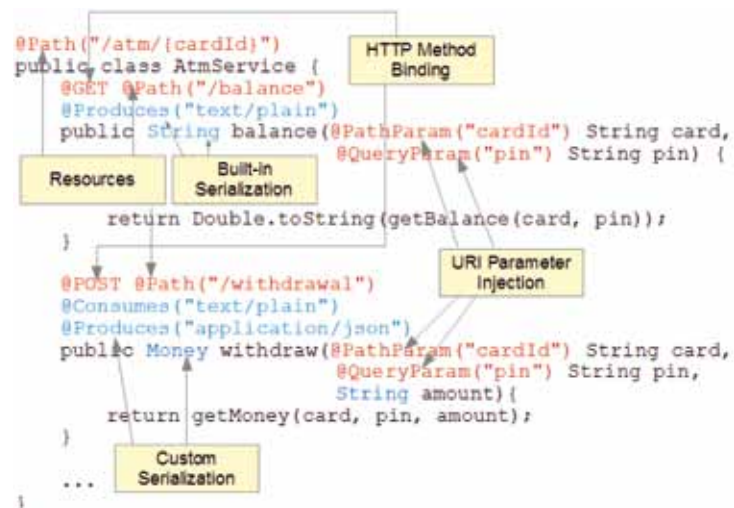 @Path("/atm/{cardId}")
public class AtmService {
@GET @Path("/balance")
@Produces("text/plain")
public String balance(@PathParam("cardId") String card,
@QueryParam("pin") String pin) {
return Double.toString(getBalance(card, pin));
}
@POST @Path("/withdrawal")
@Consumes("text/plain")
@Produces("application/json")
public Money withdraw(@PathParam("cardId") String card,
@QueryParam("pin") String pin,
String amount){
return getMoney(card, pin, amount);
}
...
}
HTTP Method
Binding
Resources
Built-in
Serialization
URI Parameter
Injection
Custom
Serialization